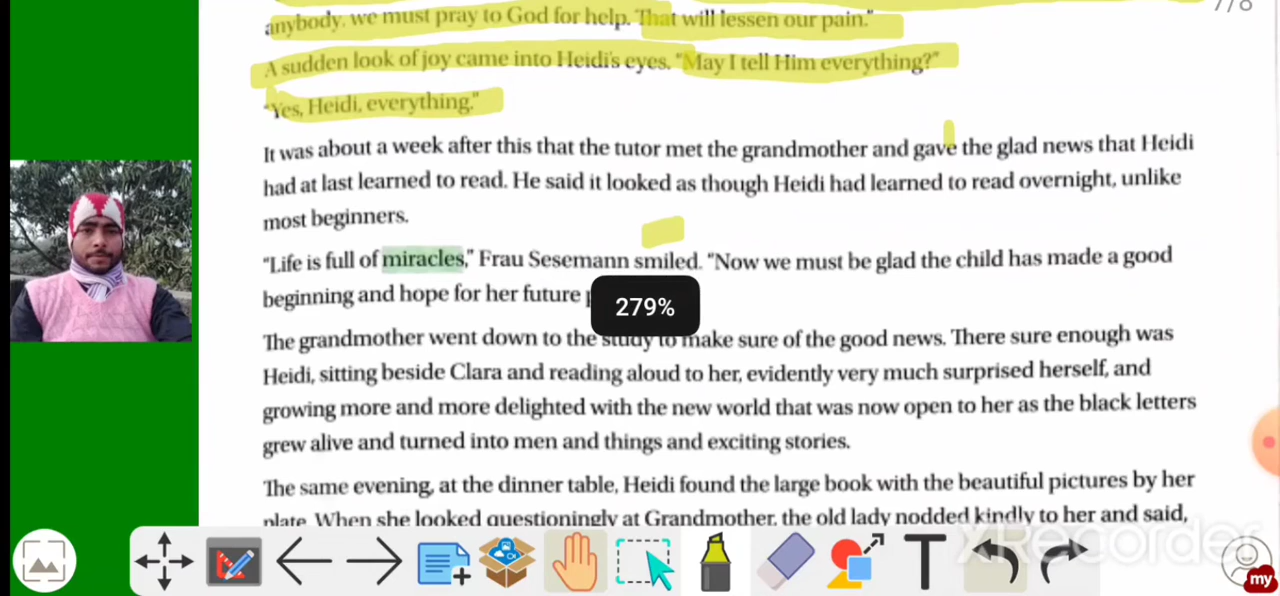 7/8
anybody, we must pray to God for help. That will lessen our pain."
A sudden look of joy came into Heidi's eyes. "May I tell Him everything?"
"Yes, Heidi, everything."
It was about a week after this that the tutor met the grandmother and gave the glad news that Heidi
had at last learned to read. He said it looked as though Heidi had learned to read overnight, unlike
most beginners.
"Life is full of miracles," Frau Sesemann smiled. "Now we must be glad the child has made a good
beginning and hope for her future
279%
The grandmother went down to the study to make sure of the good news. There sure enough was
Heidi, sitting beside Clara and reading aloud to her, evidently very much surprised herself, and
growing more and more delighted with the new world that was now open to her as the black letters
grew alive and turned into men and things and exciting stories.
The same evening, at the dinner table, Heidi found the large book with the beautiful pictures by her
plate. When she looked questioningly at Grandmother, the old lady nodded kindly to her and said,
XRecorder
T
my